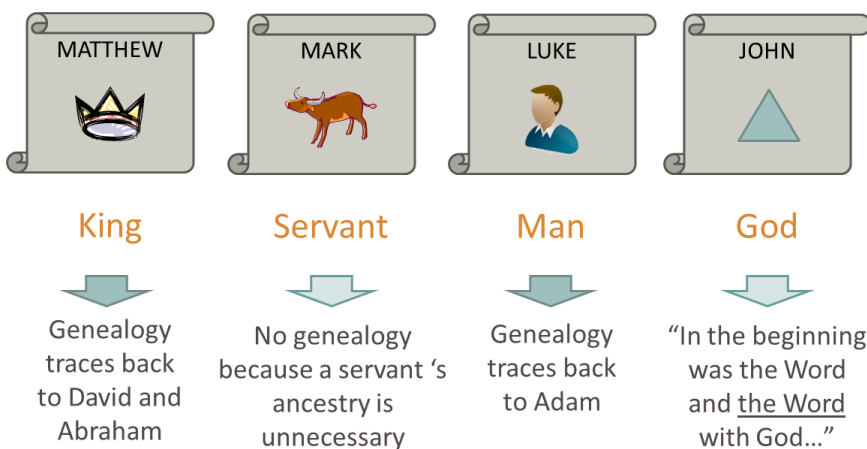 MATTHEW
MARK
LUKE
JOHN
King
Servant
Man
God
Genealogy
traces back
to David and
Abraham
No genealogy
because a servant ‘s
ancestry is
unnecessary
Genealogy
traces back
to Adam
“In the beginning
was the Word
and the Word
with God...”